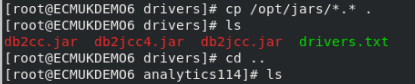 [root@ECMUKDEMO6 drivers]# cp /opt/jars/*.* .
[root@ECMUKDEMO6 drivers]# ls
db2cc.jar db2jcc4.jar db2jcc.jar drivers.txt
[root@ECMUKDEMO6 drivers]# cd ..
[root@ECMUKDEMO6 analytics114]# ls